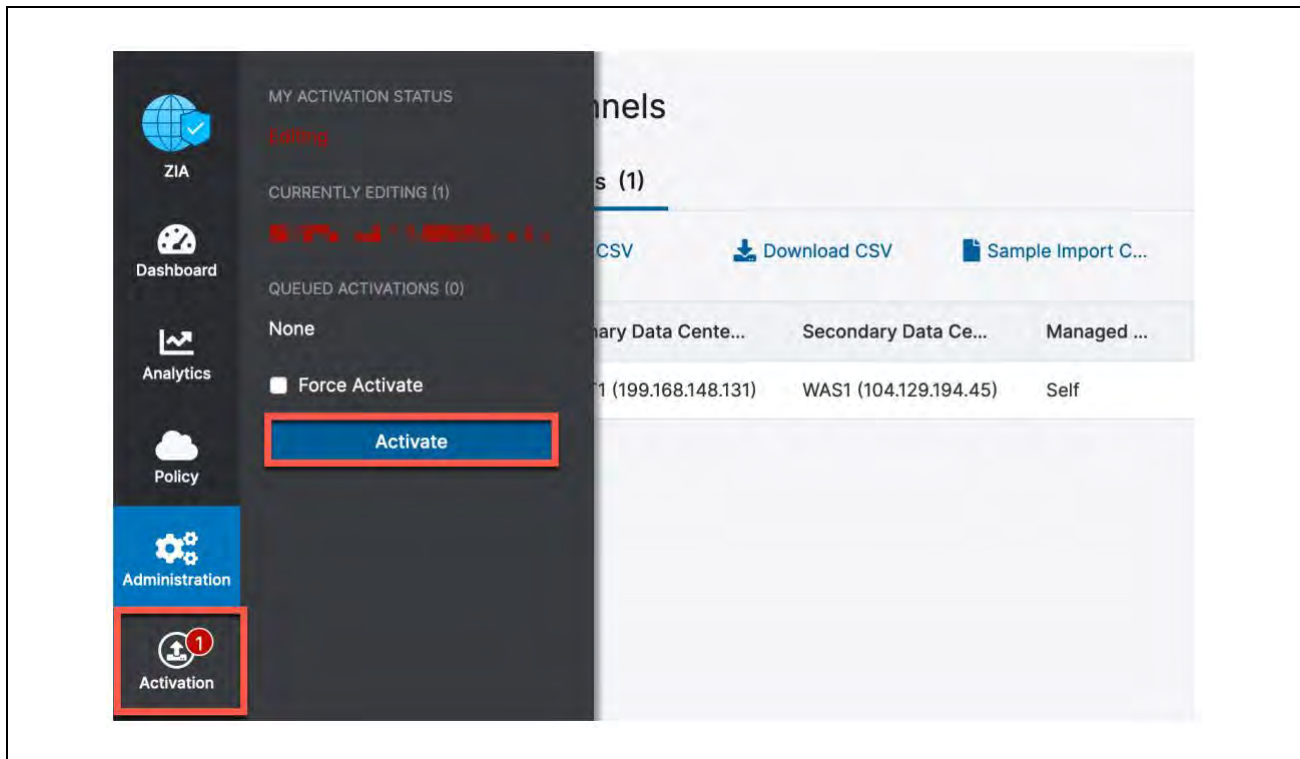 ZIA
Dashboard
Analytics
Policy
Administration
1
Activation
MY ACTIVATION STATUS
Editing
CURRENTLY EDITING (1)
QUEUED ACTIVATIONS (0)
None
Force Activate
Activate
nnels
s (1)
CSV Download CSV Sample Import C...
ary Data Cente... Secondary Data Ce... Managed ...
1 (199.168.148.131) WAS1 (104.129.194.45) Self